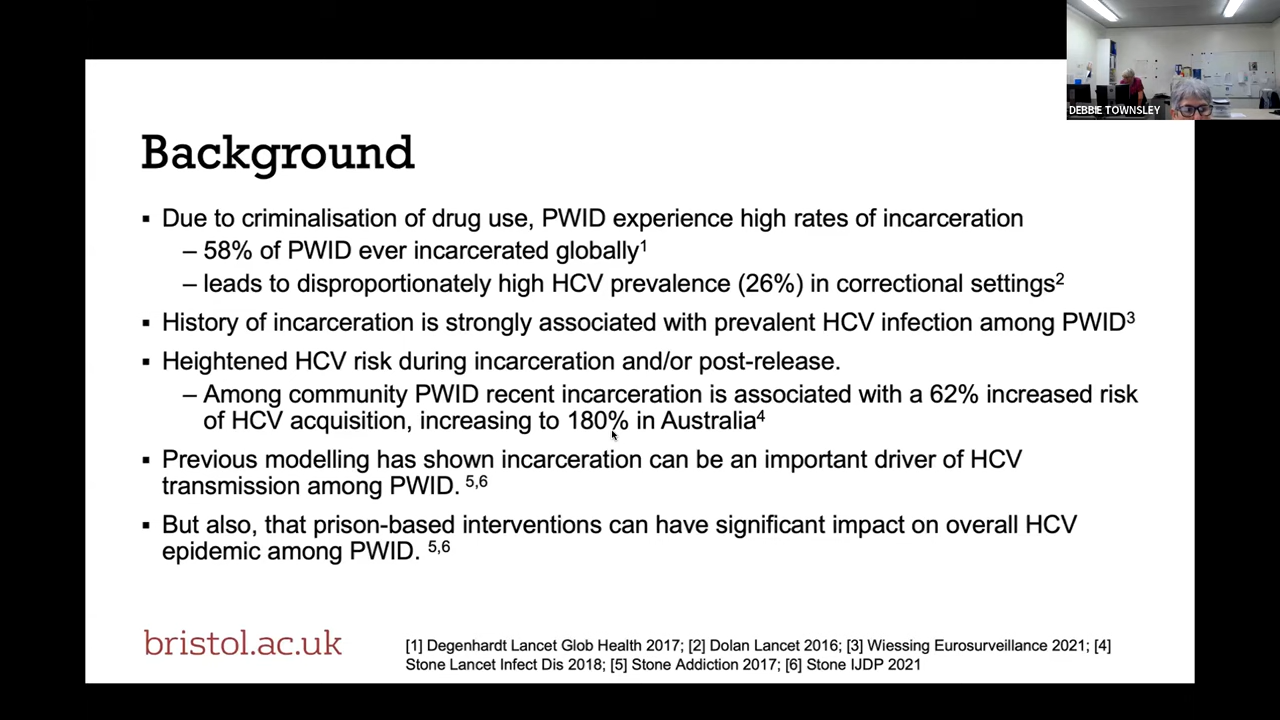 DEBBIE TOWNSLEY
Background
▪ Due to criminalisation of drug use, PWID experience high rates of incarceration
– 58% of PWID ever incarcerated globally1
– leads to disproportionately high HCV prevalence (26%) in correctional settings2
▪ History of incarceration is strongly associated with prevalent HCV infection among PWID3
▪ Heightened HCV risk during incarceration and/or post-release.
– Among community PWID recent incarceration is associated with a 62% increased risk
of HCV acquisition, increasing to 180% in Australia4
▪ Previous modelling has shown incarceration can be an important driver of HCV
transmission among PWID. 5,6
▪ But also, that prison-based interventions can have significant impact on overall HCV
epidemic among PWID. 5,6
bristol.ac.uk
[1] Degenhardt Lancet Glob Health 2017; [2] Dolan Lancet 2016; [3] Wiessing Eurosurveillance 2021; [4]
Stone Lancet Infect Dis 2018; [5] Stone Addiction 2017; [6] Stone IJDP 2021